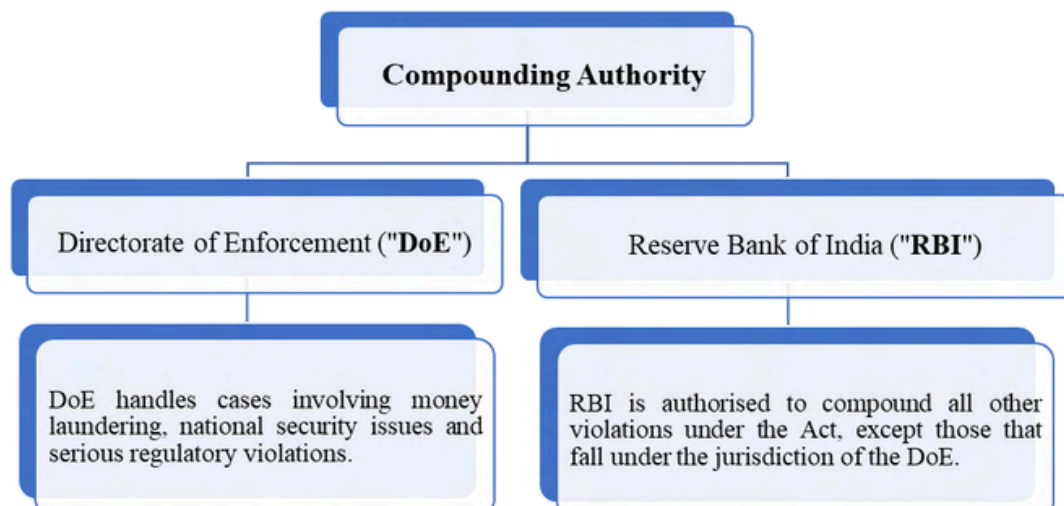 Compounding Authority
Directorate of Enforcement ("DoE")
Reserve Bank of India ("RBI")
DoE handles cases involving money
laundering, national security issues and
serious regulatory violations.
RBI is authorised to compound all other
violations under the Act, except those that
fall under the jurisdiction of the DoE.